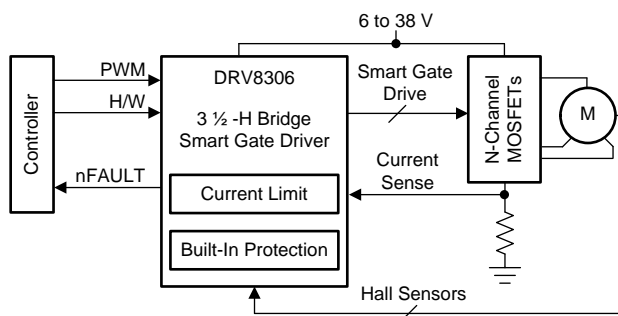 6 to 38 V
Controller
PWM
H/W
nFAULT
DRV8306
3 ½ -H Bridge
Smart Gate Driver
Current Limit
Built-In Protection
Smart Gate
Drive
Current
Sense
N-Channel
MOSFETs
M
Hall Sensors